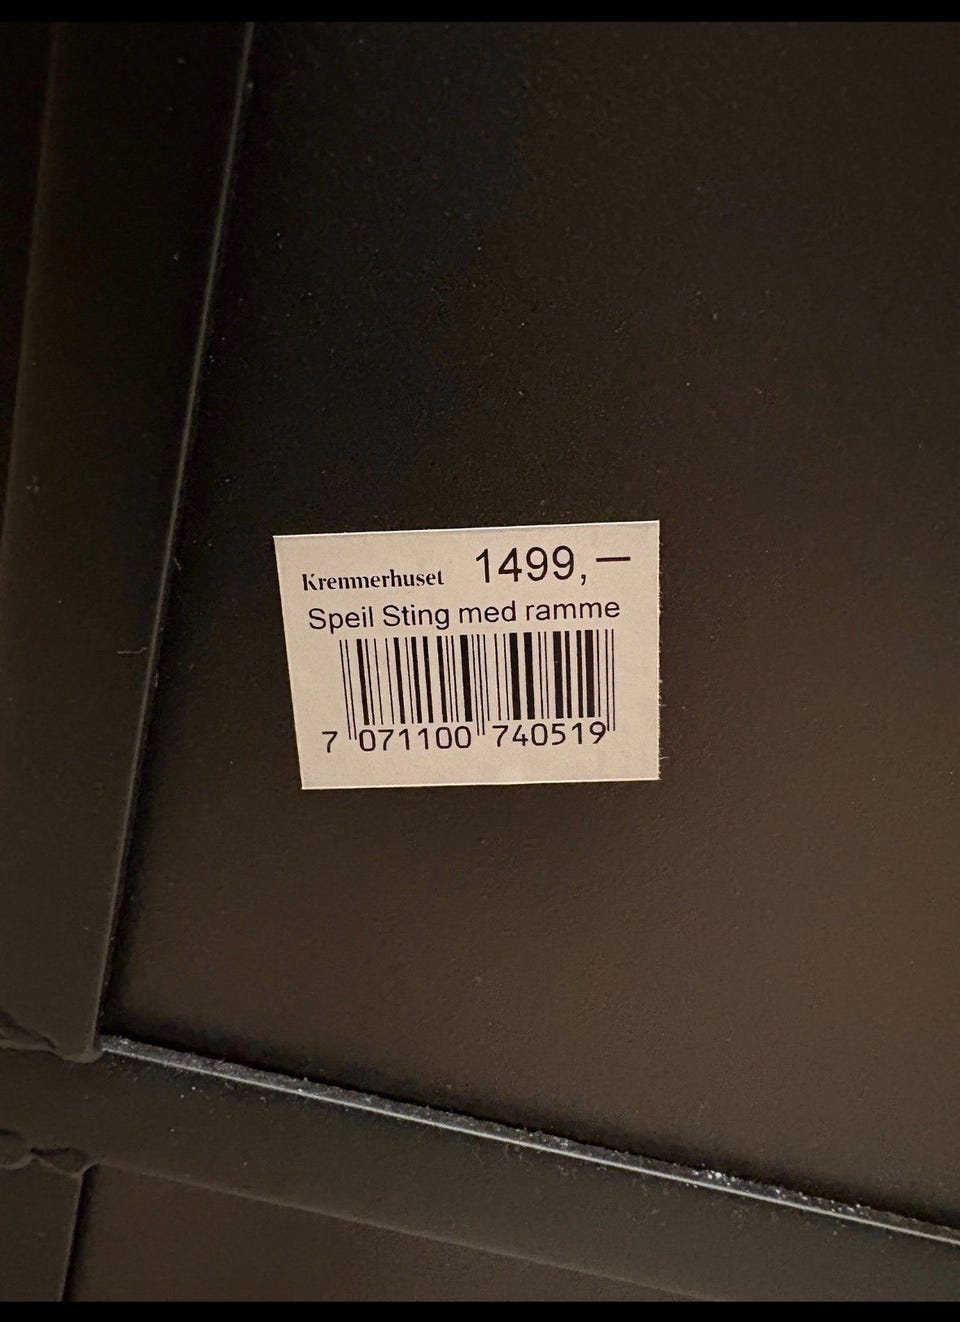 Kremmerhuset 1499,—
Speil Sting med ramme
7 071100 740519